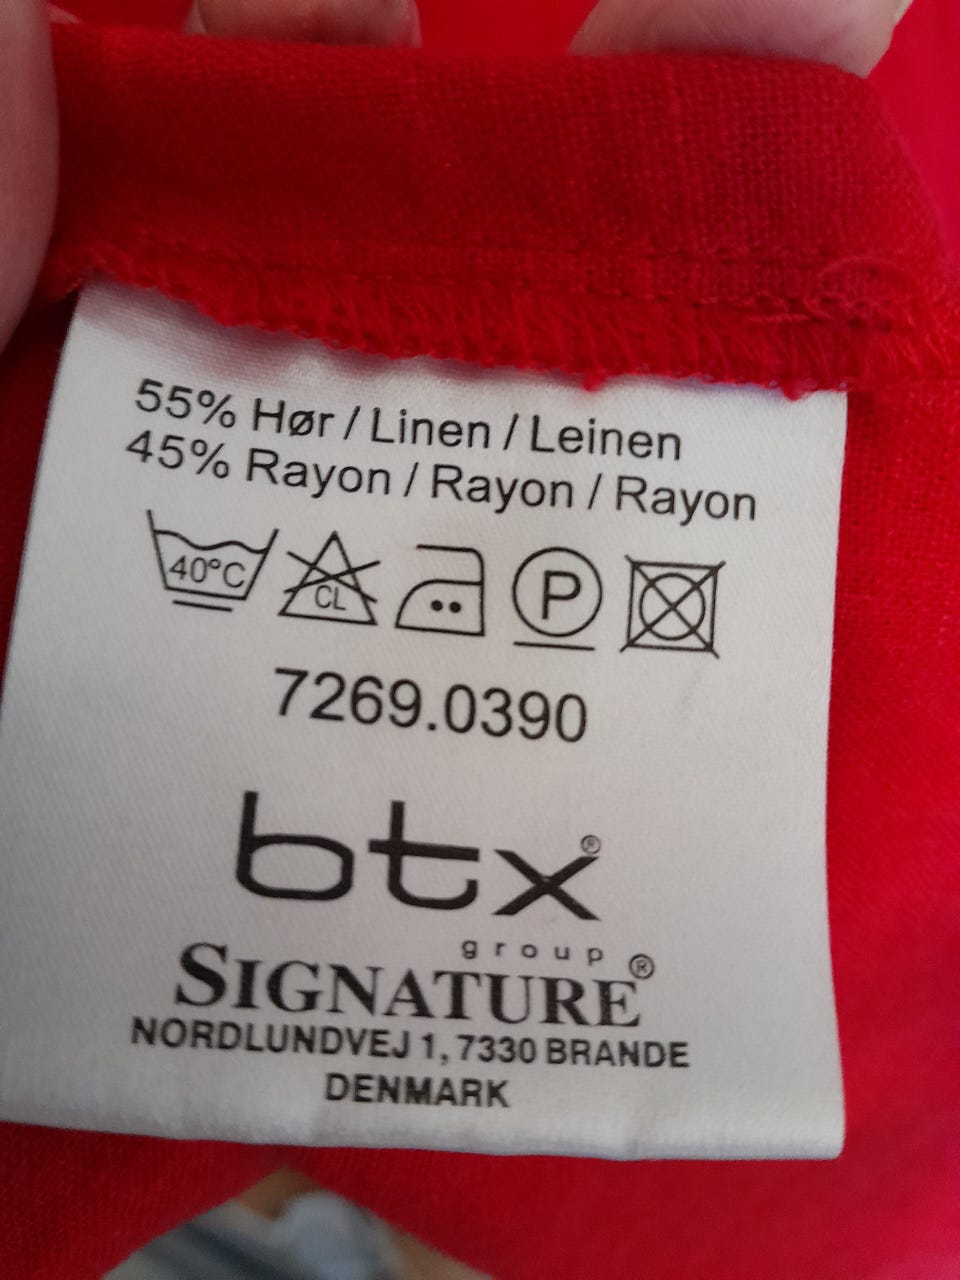 55% Hør / Linen / Leinen
45% Rayon / Rayon / Rayon
40°C CL P
7269.0390
btx®
group
SIGNATURE®
NORDLUNDVEJ 1, 7330 BRANDE
DENMARK